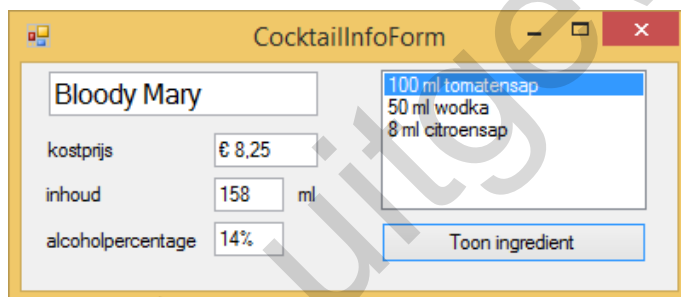 CocktailInfoForm
Bloody Mary
kostprijs € 8,25
inhoud 158 ml
alcoholpercentage 14%
100 ml tomatensap
50 ml wodka
8 ml citroensap
Toon ingredient